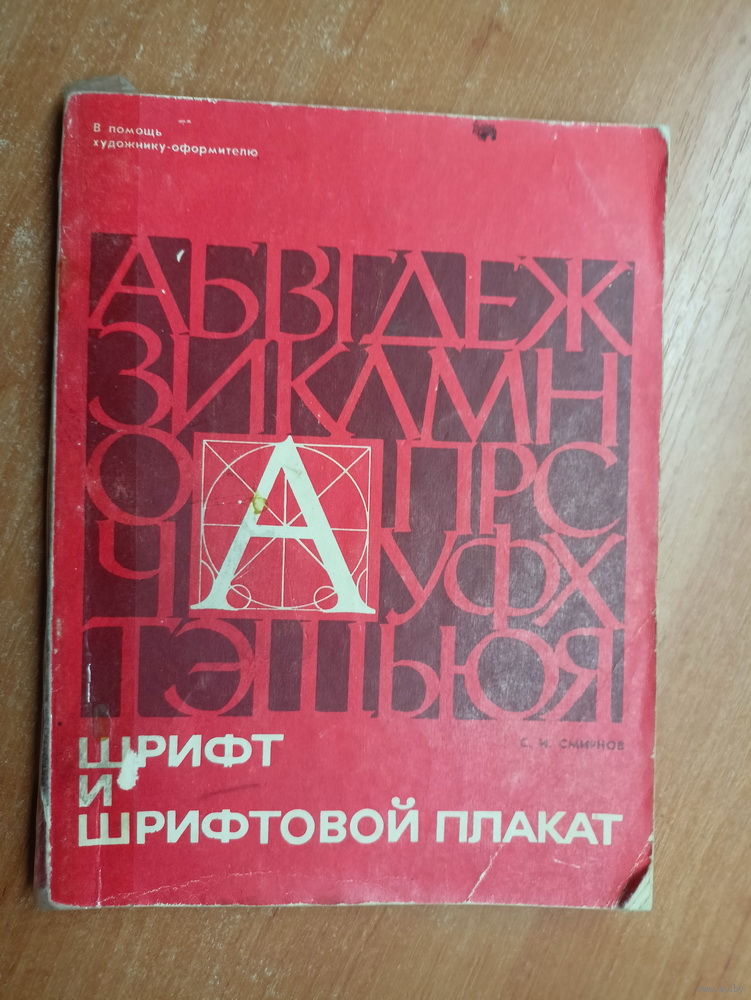 В помощь
художнику-оформителю
АБВГДЕЖ
ЗИКЛМН
О А ПРС
Ч УФХ
ТЭШЬЮЯ
С. И. СМИРНОВ
ШРИФТ
И
ШРИФТОВОЙ ПЛАКАТ